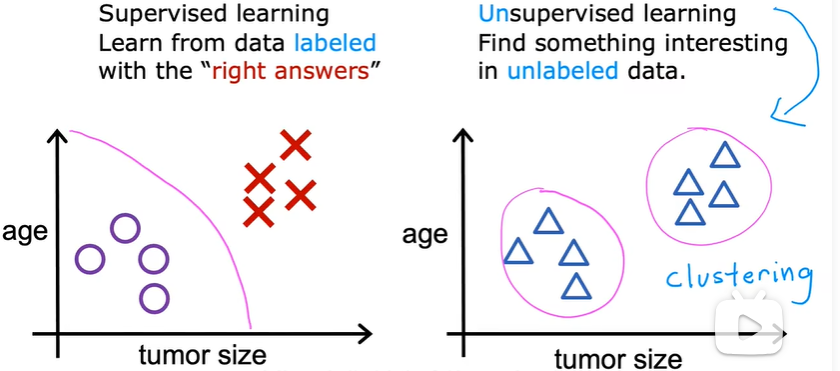 Supervised learning
Learn from data labeled
with the “right answers”
age
tumor size
Unsupervised learning
Find something interesting
in unlabeled data.
age
clustering
tumor size